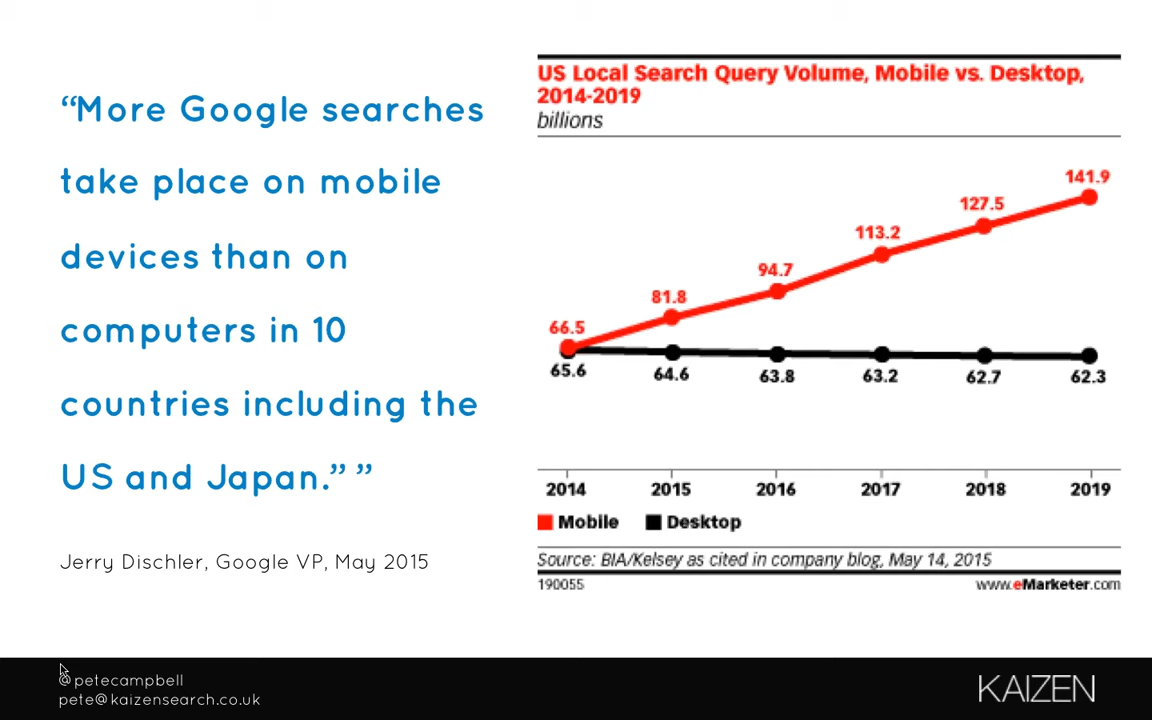 “More Google searches
take place on mobile
devices than on
computers in 10
countries including the
US and Japan.” ”
Jerry Dischler, Google VP, May 2015
US Local Search Query Volume, Mobile vs. Desktop,
2014-2019
billions
141.9
127.5
113.2
94.7
81.8
66.5
65.6 64.6 63.8 63.2 62.7 62.3
2014 2015 2016 2017 2018 2019
Mobile Desktop
Source: BIA/Kelsey as cited in company blog, May 14, 2015
190055 www.eMarketer.com
@petecampbell
pete@kaizensearch.co.uk
KAIZEN